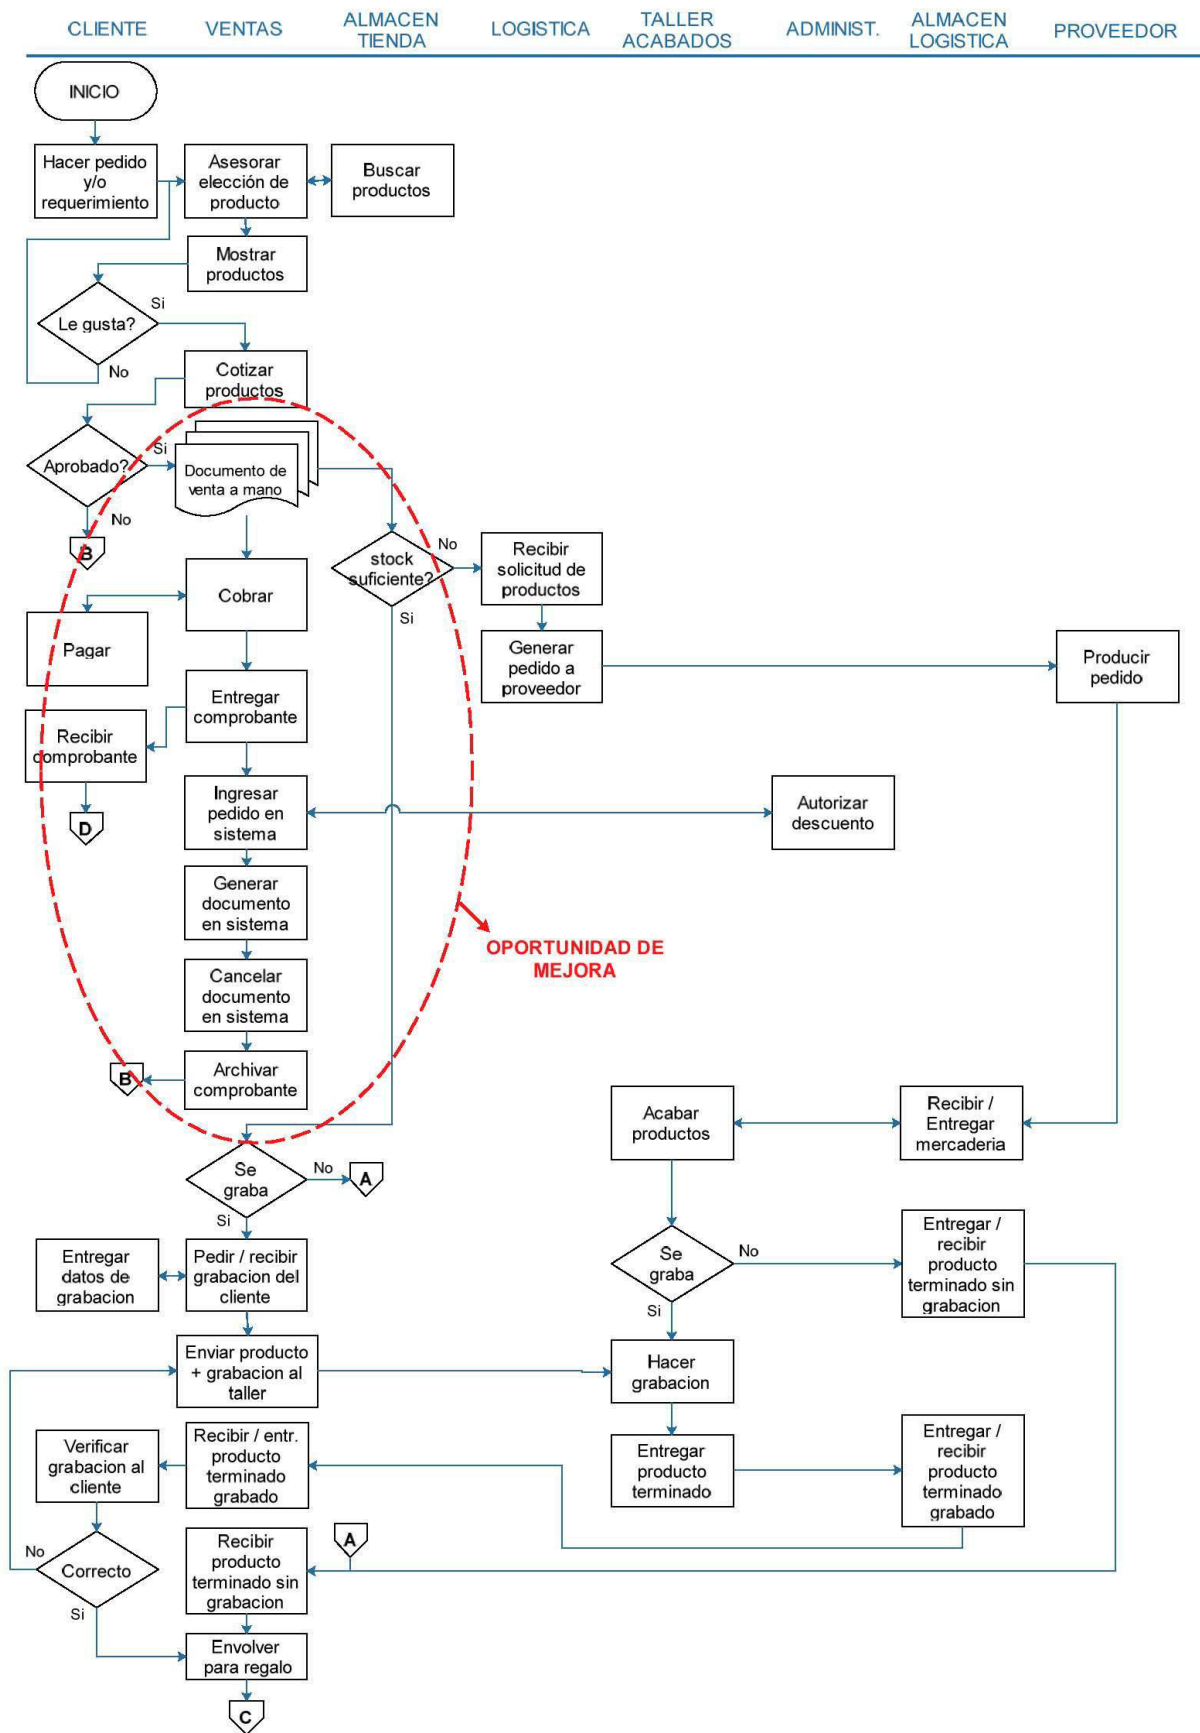 CLIENTE
VENTAS
ALMACEN
TIENDA
LOGISTICA
TALLER
ACABADOS
ADMINIST.
ALMACEN
LOGISTICA
PROVEEDOR
INICIO
Hacer pedido
y/o
requerimiento
Asesorar
elección de
producto
Buscar
productos
Mostrar
productos
Le gusta?
Si
No
Cotizar
productos
Aprobado?
Si
No
B
Documento de
venta a mano
stock
suficiente?
No
Si
Recibir
solicitud de
productos
Cobrar
Pagar
Generar
pedido a
proveedor
Producir
pedido
Entregar
comprobante
Recibir
comprobante
D
Ingresar
pedido en
sistema
Autorizar
descuento
Generar
documento
en sistema
OPORTUNIDAD DE
MEJORA
Cancelar
documento
en sistema
Archivar
comprobante
B
Acabar
productos
Recibir /
Entregar
mercaderia
Se
graba
No
A
Si
Entregar
datos de
grabacion
Pedir / recibir
grabacion del
cliente
Se
graba
No
Si
Entregar /
recibir
producto
terminado sin
grabacion
Enviar producto
+ grabacion al
taller
Hacer
grabacion
Verificar
grabacion al
cliente
Recibir / entr.
producto
terminado
grabado
Entregar
producto
terminado
Entregar /
recibir
producto
terminado
grabado
Correcto
No
Si
Recibir
producto
terminado sin
grabacion
A
Envolver
para regalo
C